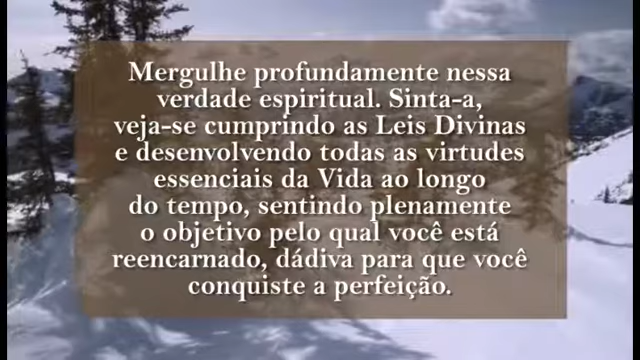 Mergulhe profundamente nessa
verdade espiritual. Sinta-a,
veja-se cumprindo as Leis Divinas
e desenvolvendo todas as virtudes
essenciais da Vida ao longo
do tempo, sentindo plenamente
o objetivo pelo qual você está
reencarnado, dádiva para que você
conquiste a perfeição.